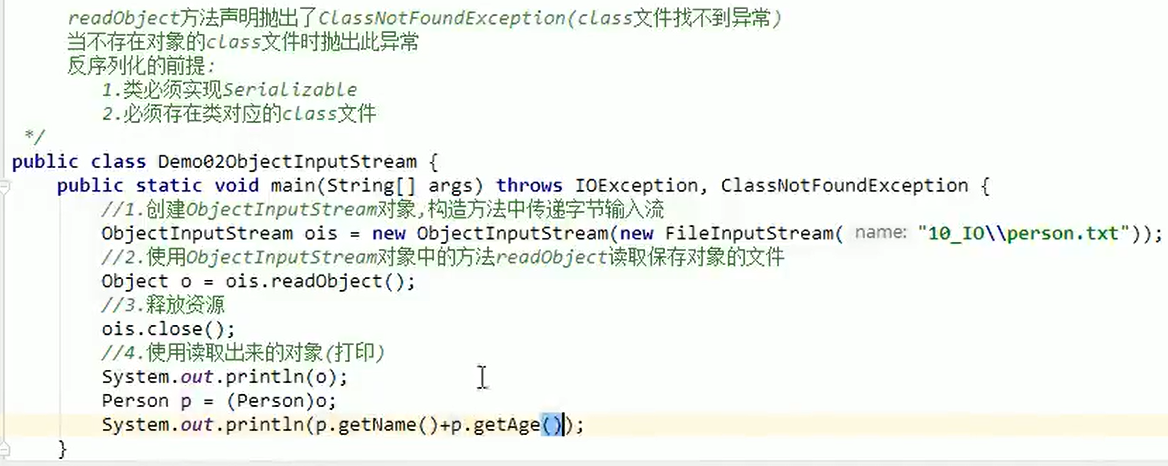 readObject方法声明抛出了ClassNotFoundException(class文件找不到异常)
当不存在对象的class文件时抛出此异常
反序列化的前提:
1.类必须实现Serializable
2.必须存在类对应的class文件
*/
public class Demo02ObjectInputStream {
public static void main(String[] args) throws IOException, ClassNotFoundException {
//1.创建ObjectInputStream对象,构造方法中传递字节输入流
ObjectInputStream ois = new ObjectInputStream(new FileInputStream( name: "10_IO\\person.txt"));
//2.使用ObjectInputStream对象中的方法readObject读取保存对象的文件
Object o = ois.readObject();
//3.释放资源
ois.close();
//4.使用读取出来的对象(打印)
System.out.println(o);
Person p = (Person)o;
System.out.println(p.getName()+p.getAge());
}